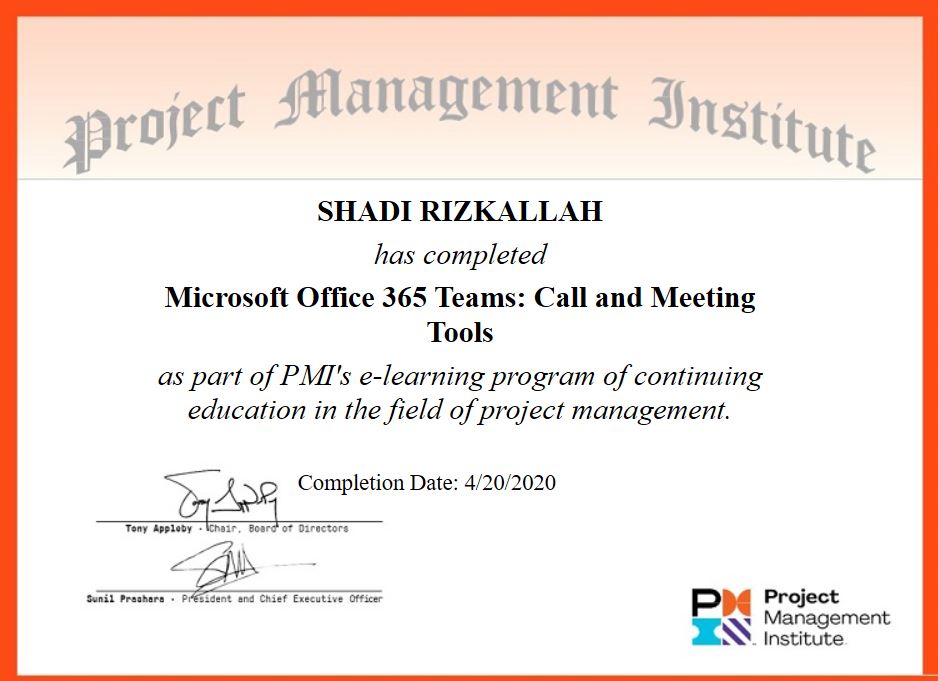 Project Management Institute
SHADI RIZKALLAH
has completed
Microsoft Office 365 Teams: Call and Meeting
Tools
as part of PMI's e-learning program of continuing
education in the field of project management.
Completion Date: 4/20/2020
Tony Appleby - Chair, Board of Directors
Sunil Prashara - President and Chief Executive Officer
Project
Management
Institute